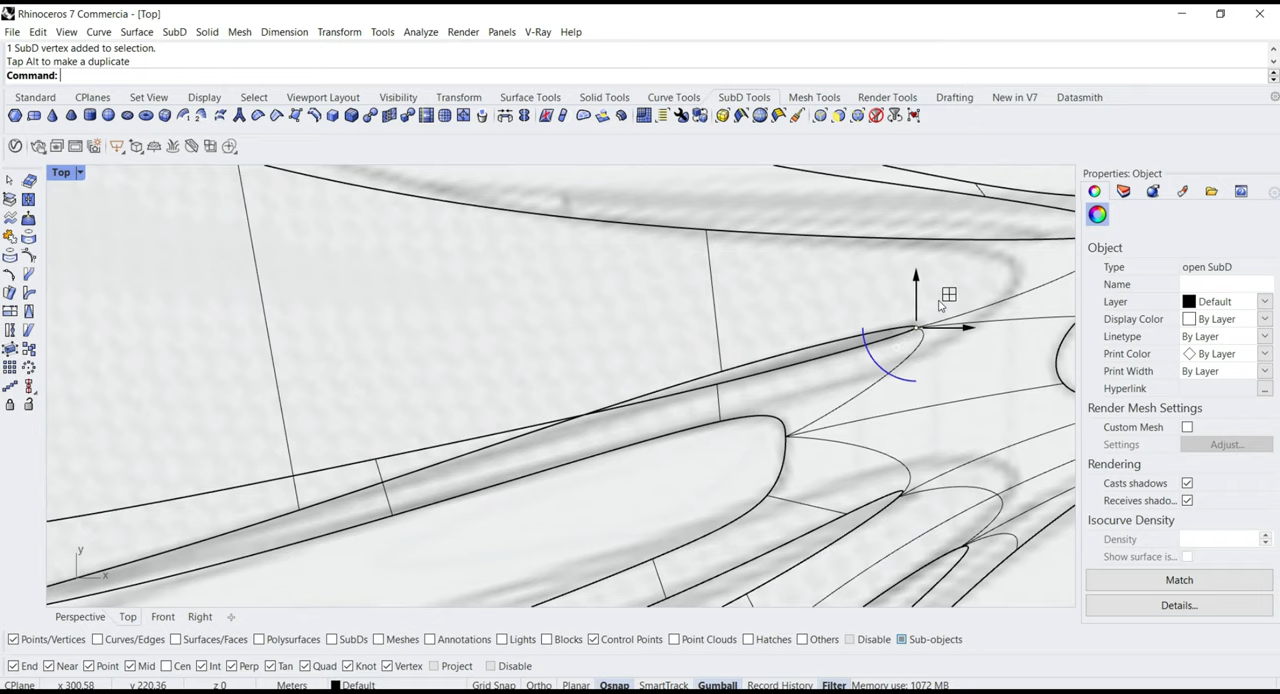 Rhinoceros 7 Commercia - [Top]
File Edit View Curve Surface SubD Solid Mesh Dimension Transform Tools Analyze Render Panels V-Ray Help
1 SubD vertex added to selection.
Tap Alt to make a duplicate
Command:
Standard CPlanes Set View Display Select Viewport Layout Visibility Transform Surface Tools Solid Tools Curve Tools SubD Tools Mesh Tools Render Tools Drafting New in V7 Datasmith
Top
Properties: Object
Object
Type open SubD
Name
Layer Default
Display Color By Layer
Linetype By Layer
Print Color By Layer
Print Width By Layer
Hyperlink ...
Render Mesh Settings
Custom Mesh
Settings Adjust...
Rendering
Casts shadows
Receives shado...
Isocurve Density
Density
Show surface is...
Match
Details...
y
x
Perspective Top Front Right
Points/Vertices Curves/Edges Surfaces/Faces Polysurfaces SubDs Meshes Annotations Lights Blocks Control Points Point Clouds Hatches Others Disable Sub-objects
End Near Point Mid Cen Int Perp Tan Quad Knot Vertex Project Disable
CPlane x 300.58 y 220.36 z 0 Meters Default Grid Snap Ortho Planar Osnap SmartTrack Gumball Record History Filter Memory use: 1072 MB